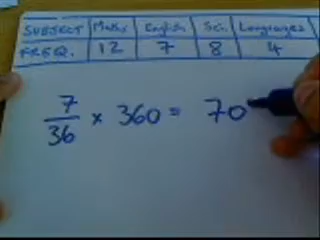 SUBJECT Maths English Sci. Languages
FREQ. 12 7 8 4
7/36 × 360 = 70